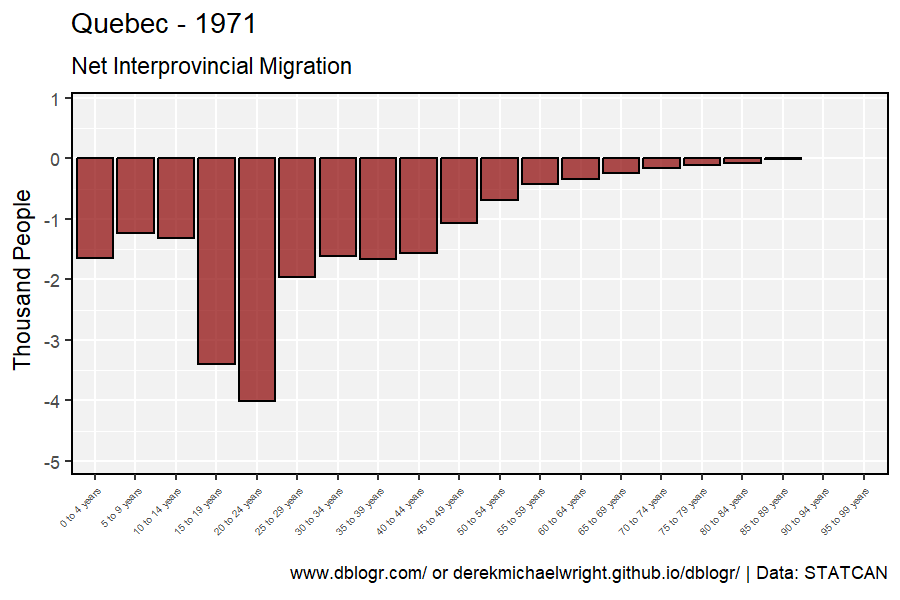 Quebec - 1971
Net Interprovincial Migration
Thousand People
1
0
-1
-2
-3
-4
-5
0 to 4 years
5 to 9 years
10 to 14 years
15 to 19 years
20 to 24 years
25 to 29 years
30 to 34 years
35 to 39 years
40 to 44 years
45 to 49 years
50 to 54 years
55 to 59 years
60 to 64 years
65 to 69 years
70 to 74 years
75 to 79 years
80 to 84 years
85 to 89 years
90 to 94 years
95 to 99 years
www.dblogr.com/ or derekmichaelwright.github.io/dblogr/ | Data: STATCAN